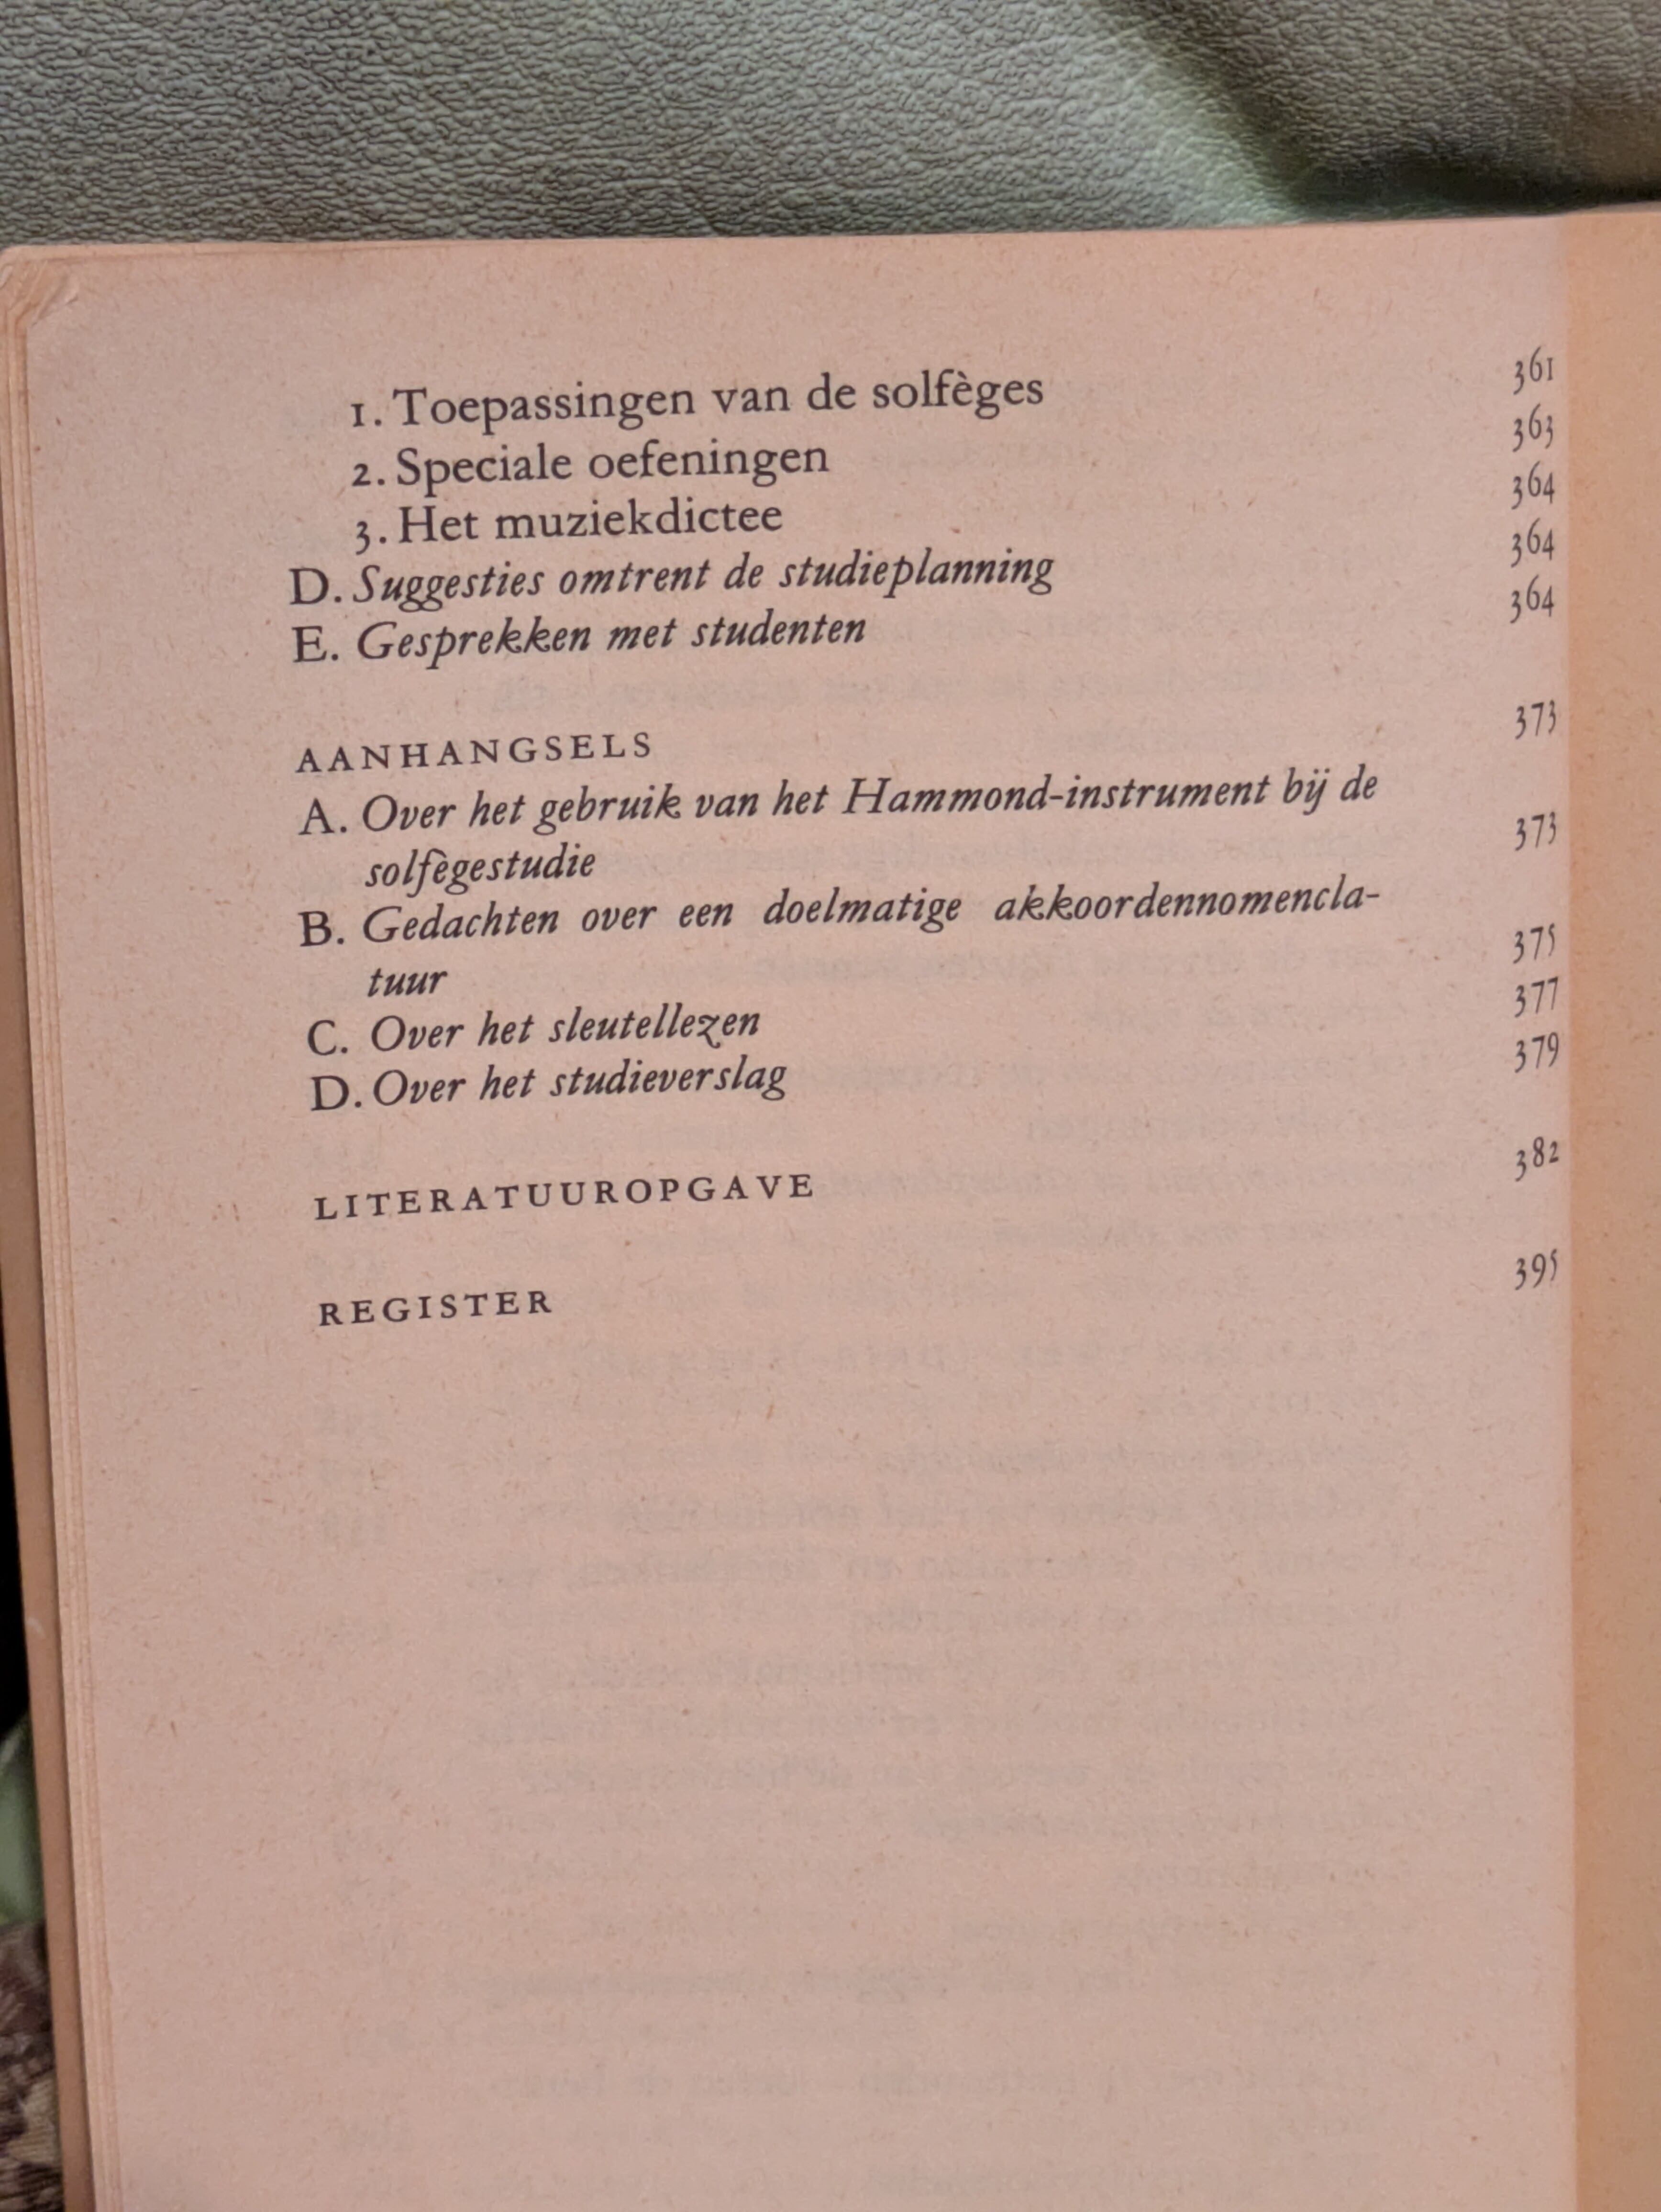 1. Toepassingen van de solfèges 361
2. Speciale oefeningen 363
3. Het muziekdictee 364
D. Suggesties omtrent de studieplanning 364
E. Gesprekken met studenten 364
AANHANGSELS 373
A. Over het gebruik van het Hammond-instrument bij de
solfègestudie 373
B. Gedachten over een doelmatige akkoordennomencla-
tuur 375
C. Over het sleutellezen 377
D. Over het studieverslag 379
LITERATUUROPGAVE 382
REGISTER 395